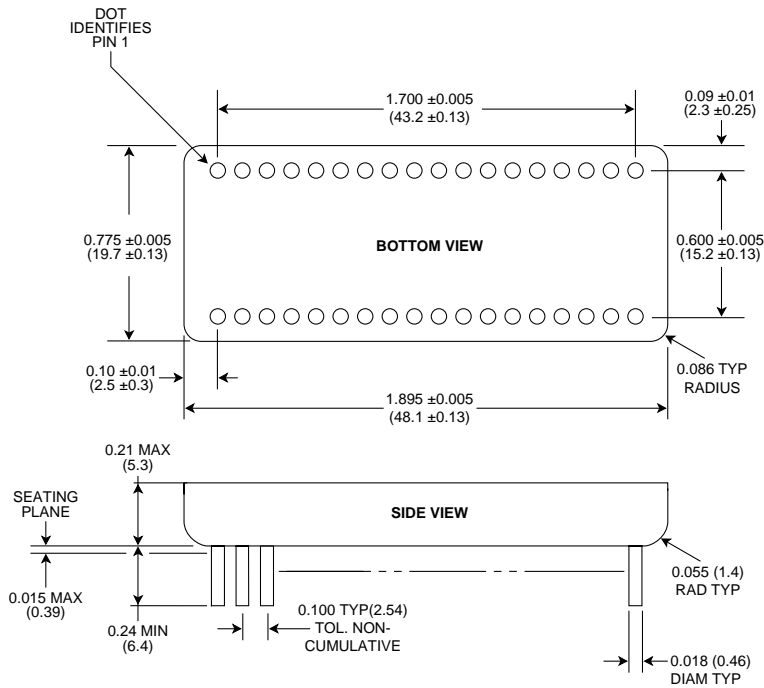 DOT
IDENTIFIES
PIN 1
1.700 ±0.005
(43.2 ±0.13)
0.09 ±0.01
(2.3 ±0.25)
0.775 ±0.005
(19.7 ±0.13)
BOTTOM VIEW
0.600 ±0.005
(15.2 ±0.13)
0.10 ±0.01
(2.5 ±0.3)
0.086 TYP
RADIUS
1.895 ±0.005
(48.1 ±0.13)
0.21 MAX
(5.3)
SEATING
PLANE
SIDE VIEW
0.015 MAX
(0.39)
0.24 MIN
(6.4)
0.100 TYP(2.54)
TOL. NON-
CUMULATIVE
0.055 (1.4)
RAD TYP
0.018 (0.46)
DIAM TYP